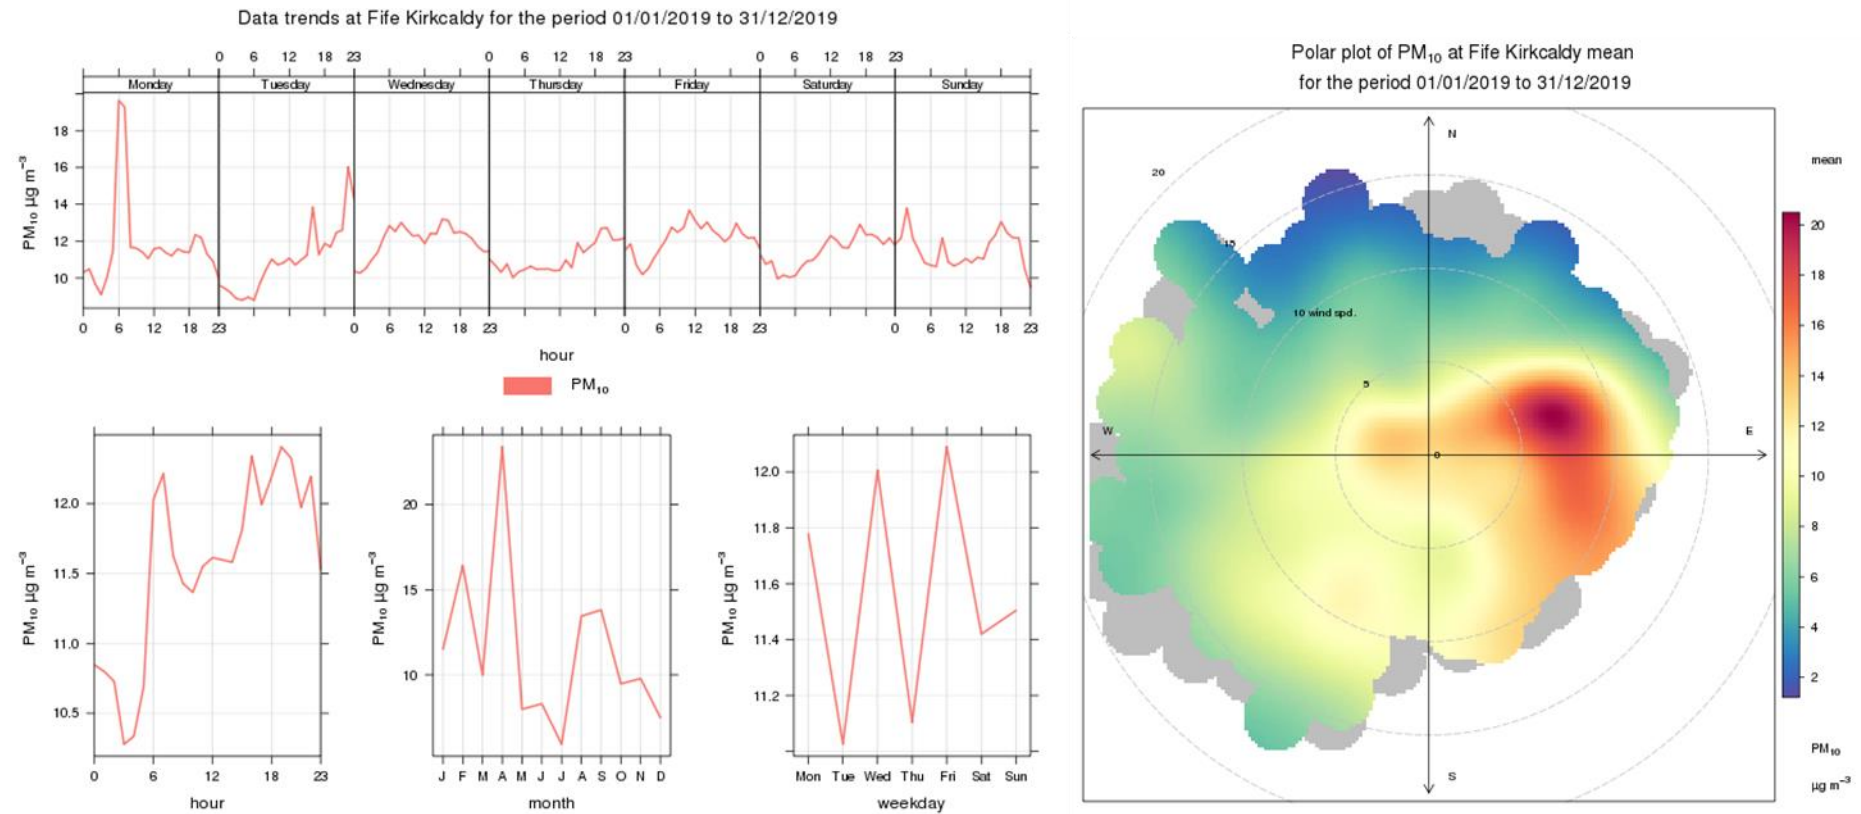 Data trends at Fife Kirkcaldy for the period 01/01/2019 to 31/12/2019
0 6 12 18 23 0 6 12 18 23 0 6 12 18 23
Monday Tuesday Wednesday Thursday Friday Saturday Sunday
18
16
14
12
10
PM₁₀ µg m⁻³
0 6 12 18 23 0 6 12 18 23 0 6 12 18 23 0 6 12 18 23
hour
PM₁₀
12.0
11.5
11.0
10.5
PM₁₀ µg m⁻³
0 6 12 18 23
hour
20
15
10
PM₁₀ µg m⁻³
J F M A M J J A S O N D
month
12.0
11.8
11.6
11.4
11.2
PM₁₀ µg m⁻³
Mon Tue Wed Thu Fri Sat Sun
weekday
Polar plot of PM₁₀ at Fife Kirkcaldy mean
for the period 01/01/2019 to 31/12/2019
N
20
15
10 wind spd.
5
W
E
0
S
mean
20
18
16
14
12
10
8
6
4
2
PM₁₀
µg m⁻³